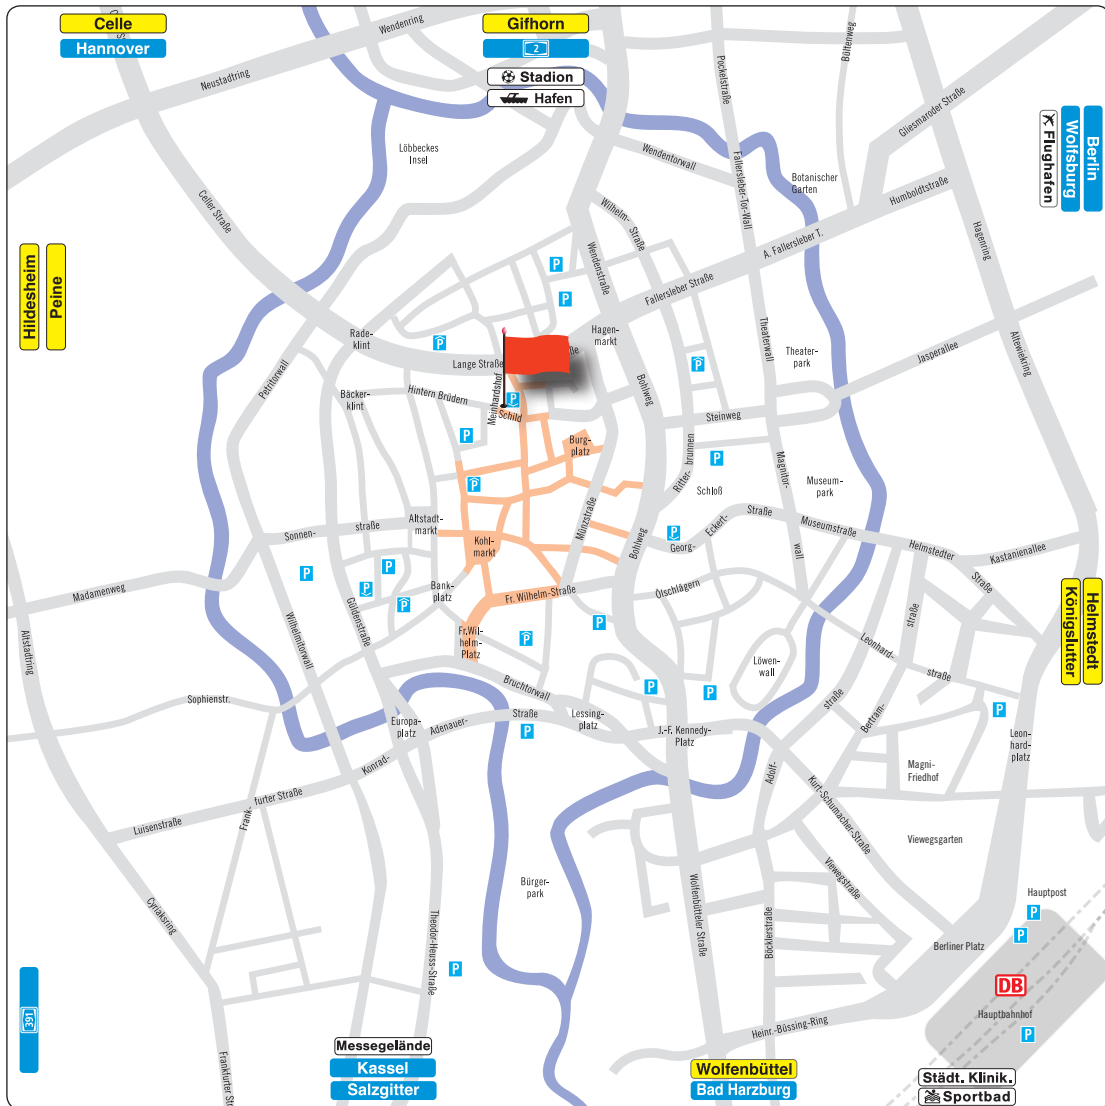 Celle
Hannover
Gifhorn
2
Stadion
Hafen
Wendenring
Neustadtring
Pockelstraße
Bültenweg
Gliesmaroder Straße
Berlin
Wolfsburg
Flughafen
Löbbeckes
Insel
Wendentorwall
Fallersleber-Tor-Wall
Botanischer
Garten
Humboldtstraße
Celler Straße
Wilhelm-
Straße
Wendenstraße
A. Fallersleber T.
Hagenring
Hildesheim
Peine
P
P
Fallersleber Straße
Rade-
klint
P
Lange Straße
ße
Hagen-
markt
Theaterwall
Theater-
park
Jasperallee
Altewiekring
P
Petritorwall
Bäcker-
klint
Hintern Brüdern
Meinhardshof
P
Schild
Bohlweg
Steinweg
P
Burg-
platz
Ritter-
brunnen
P
Magnitor-
wall
Schloß
Museum-
park
P
Altstadt-
markt
Sonnen-
straße
Kohl-
markt
Münzstraße
Bohlweg
P
Georg-
Eckert-
Straße
Museumstraße
Helmstedter
Straße
Kastanienallee
Madamenweg
P
P
P
P
Bank-
platz
Fr. Wilhelm-Straße
Ölschlägern
Helmstedt
Königslutter
Altstadtring
Wilhelmitorwall
Güldenstraße
Fr.Wil-
helm-
Platz
P
P
Löwen-
wall
Leonhard-
straße
straße
Sophienstr.
Bruchtorwall
P
P
straße
Bertram-
P
Europa-
platz
Konrad-
Adenauer-
Straße
P
Lessing-
platz
J.-F. Kennedy-
Platz
Leon-
hard-
platz
Adolf-
Magni-
Friedhof
Luisenstraße
Frank-
furter Straße
Kurt-Schumacher-Straße
Viewegsgarten
Viewegstraße
Bürger-
park
Cyriaksring
Theodor-Heuss-Straße
Wolfenbütteler Straße
Böcklerstraße
Hauptpost
P
P
Berliner Platz
P
DB
Hauptbahnhof
P
391
Heinr.-Büssing-Ring
Messegelände
Kassel
Salzgitter
Wolfenbüttel
Bad Harzburg
Städt. Klinik.
Sportbad